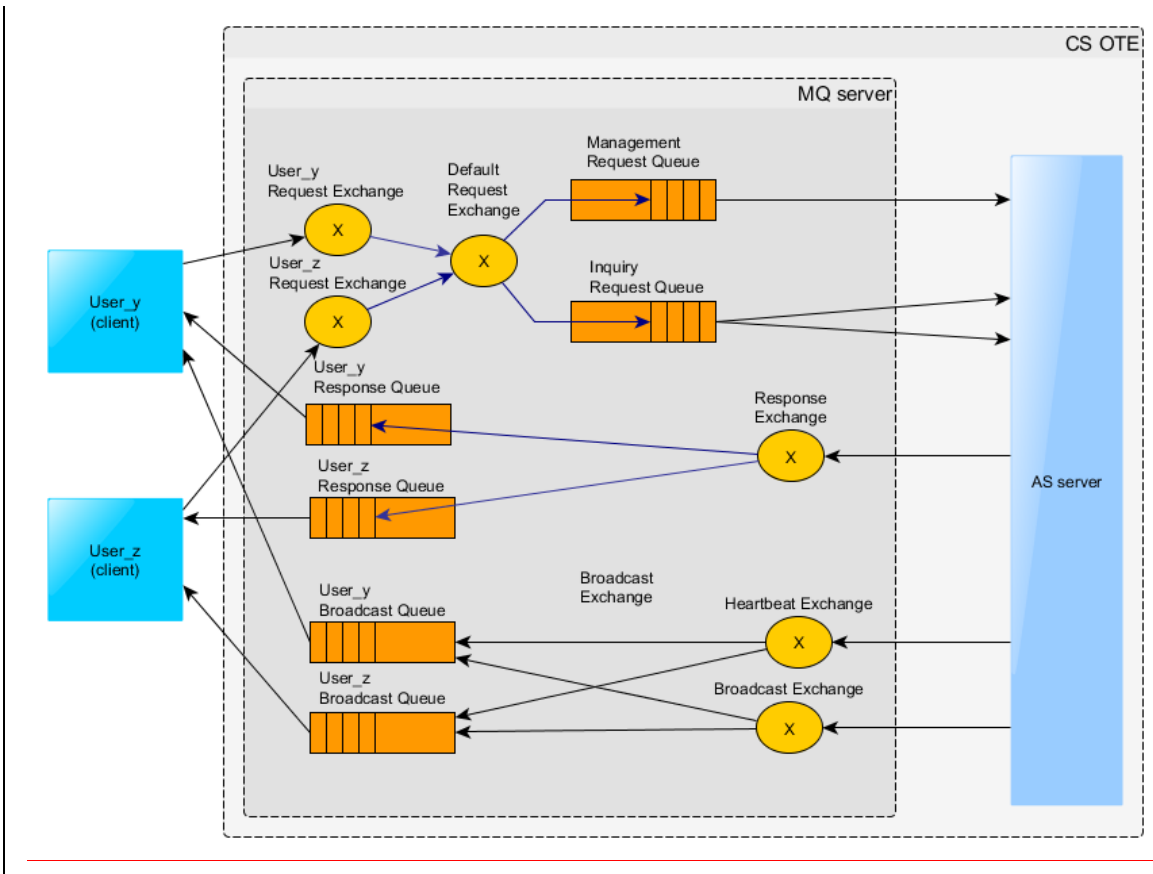 CS OTE
MQ server
Management
Request Queue
User_y
Request Exchange
Default
Request
Exchange
X
X
User_z
Request Exchange
Inquiry
Request Queue
X
User_y
(client)
User_y
Response Queue
Response
Exchange
X
User_z
Response Queue
AS server
User_z
(client)
Broadcast
Exchange
User_y
Broadcast Queue
Heartbeat Exchange
X
User_z
Broadcast Queue
Broadcast Exchange
X